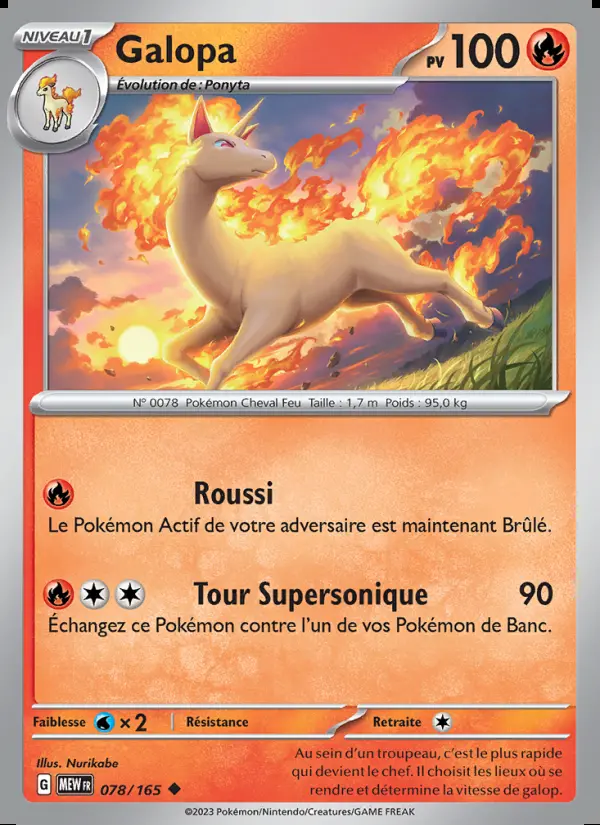 NIVEAU 1
Galopa
PV 100
Évolution de : Ponyta
N° 0078 Pokémon Cheval Feu Taille : 1,7 m Poids : 95,0 kg
Roussi
Le Pokémon Actif de votre adversaire est maintenant Brûlé.
Tour Supersonique 90
Échangez ce Pokémon contre l'un de vos Pokémon de Banc.
Faiblesse ×2 Résistance Retraite
Illus. Nurikabe
G MEW FR 078/165
Au sein d'un troupeau, c'est le plus rapide
qui devient le chef. Il choisit les lieux où se
rendre et détermine la vitesse de galop.
©2023 Pokémon/Nintendo/Creatures/GAME FREAK